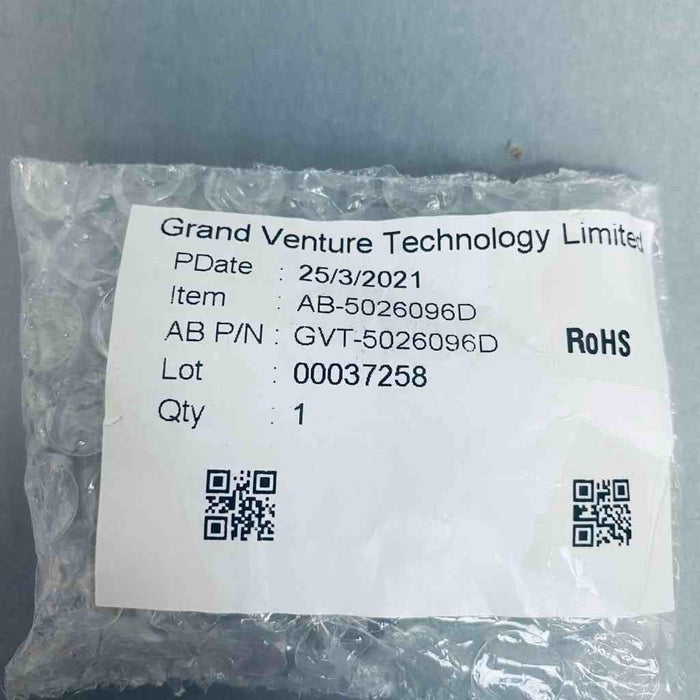 Grand Venture Technology Limited
PDate : 25/3/2021
Item : AB-5026096D
AB P/N : GVT-5026096D
RoHS
Lot : 00037258
Qty : 1